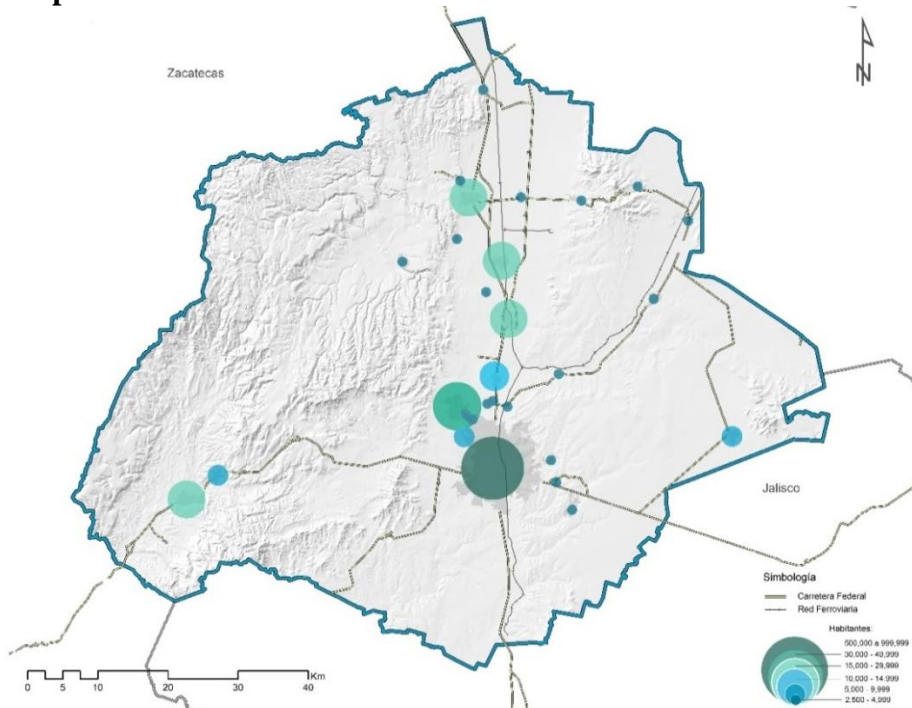 Zacatecas
N
Jalisco
Simbología
Carretera Federal
Red Ferroviaria
Habitantes:
500,000 a 999,999
30,000 - 49,999
15,000 - 29,999
10,000 - 14,999
5,000 - 9,999
2,500 - 4,999
Km
0 5 10 20 30 40